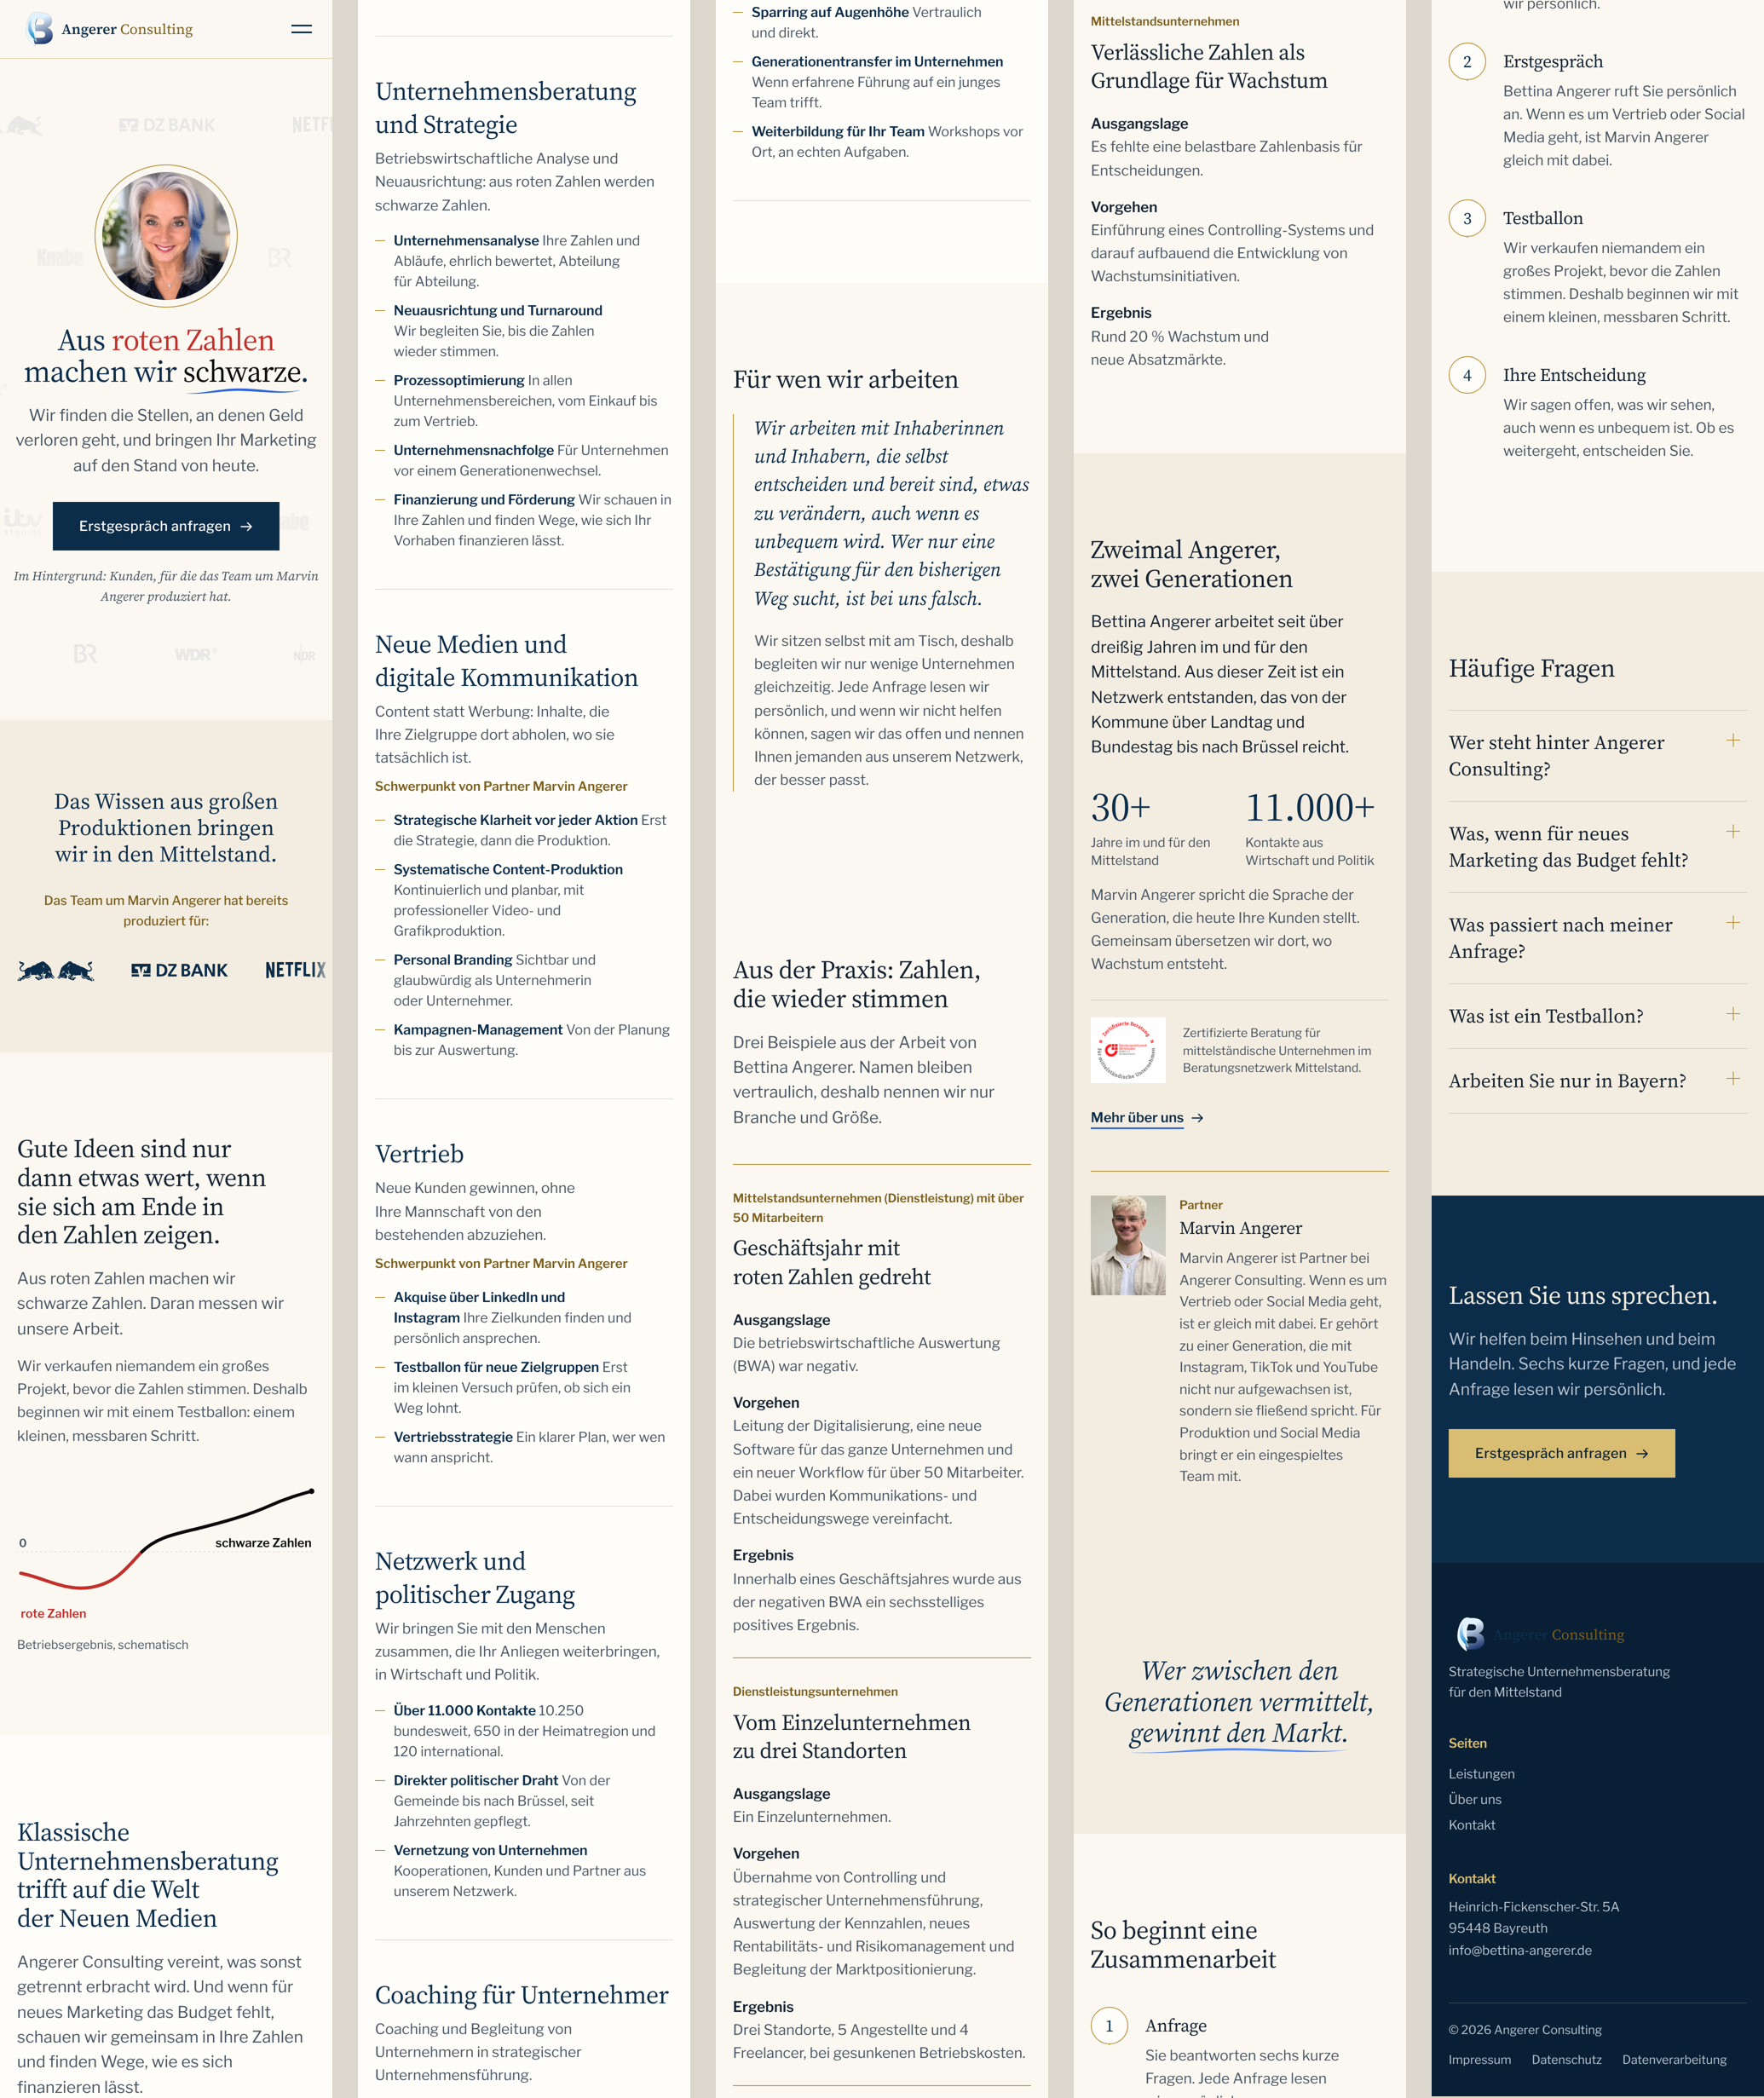 Angerer Consulting
DZ BANK
NETF
Knabe
BR
Aus roten Zahlen
machen wir schwarze.
Wir finden die Stellen, an denen Geld
verloren geht, und bringen Ihr Marketing
auf den Stand von heute.
itv
STUDIOS
Erstgespräch anfragen →
abe
Im Hintergrund: Kunden, für die das Team um Marvin
Angerer produziert hat.
BR
WDR
NDR
Das Wissen aus großen
Produktionen bringen
wir in den Mittelstand.
Das Team um Marvin Angerer hat bereits
produziert für:
DZ BANK
NETFLIX
Gute Ideen sind nur
dann etwas wert, wenn
sie sich am Ende in
den Zahlen zeigen.
Aus roten Zahlen machen wir
schwarze Zahlen. Daran messen wir
unsere Arbeit.
Wir verkaufen niemandem ein großes
Projekt, bevor die Zahlen stimmen. Deshalb
beginnen wir mit einem Testballon: einem
kleinen, messbaren Schritt.
0
schwarze Zahlen
rote Zahlen
Betriebsergebnis, schematisch
Klassische
Unternehmensberatung
trifft auf die Welt
der Neuen Medien
Angerer Consulting vereint, was sonst
getrennt erbracht wird. Und wenn für
neues Marketing das Budget fehlt,
schauen wir gemeinsam in Ihre Zahlen
und finden Wege, wie es sich
finanzieren lässt.
Unternehmensberatung
und Strategie
Betriebswirtschaftliche Analyse und
Neuausrichtung: aus roten Zahlen werden
schwarze Zahlen.
— Unternehmensanalyse Ihre Zahlen und
Abläufe, ehrlich bewertet, Abteilung
für Abteilung.
— Neuausrichtung und Turnaround
Wir begleiten Sie, bis die Zahlen
wieder stimmen.
— Prozessoptimierung In allen
Unternehmensbereichen, vom Einkauf bis
zum Vertrieb.
— Unternehmensnachfolge Für Unternehmen
vor einem Generationenwechsel.
— Finanzierung und Förderung Wir schauen in
Ihre Zahlen und finden Wege, wie sich Ihr
Vorhaben finanzieren lässt.
Neue Medien und
digitale Kommunikation
Content statt Werbung: Inhalte, die
Ihre Zielgruppe dort abholen, wo sie
tatsächlich ist.
Schwerpunkt von Partner Marvin Angerer
— Strategische Klarheit vor jeder Aktion Erst
die Strategie, dann die Produktion.
— Systematische Content-Produktion
Kontinuierlich und planbar, mit
professioneller Video- und
Grafikproduktion.
— Personal Branding Sichtbar und
glaubwürdig als Unternehmerin
oder Unternehmer.
— Kampagnen-Management Von der Planung
bis zur Auswertung.
Vertrieb
Neue Kunden gewinnen, ohne
Ihre Mannschaft von den
bestehenden abzuziehen.
Schwerpunkt von Partner Marvin Angerer
— Akquise über LinkedIn und
Instagram Ihre Zielkunden finden und
persönlich ansprechen.
— Testballon für neue Zielgruppen Erst
im kleinen Versuch prüfen, ob sich ein
Weg lohnt.
— Vertriebsstrategie Ein klarer Plan, wer wen
wann anspricht.
Netzwerk und
politischer Zugang
Wir bringen Sie mit den Menschen
zusammen, die Ihr Anliegen weiterbringen,
in Wirtschaft und Politik.
— Über 11.000 Kontakte 10.250
bundesweit, 650 in der Heimatregion und
120 international.
— Direkter politischer Draht Von der
Gemeinde bis nach Brüssel, seit
Jahrzehnten gepflegt.
— Vernetzung von Unternehmen
Kooperationen, Kunden und Partner aus
unserem Netzwerk.
Coaching für Unternehmer
Coaching und Begleitung von
Unternehmern in strategischer
Unternehmensführung.
— Sparring auf Augenhöhe Vertraulich
und direkt.
— Generationentransfer im Unternehmen
Wenn erfahrene Führung auf ein junges
Team trifft.
— Weiterbildung für Ihr Team Workshops vor
Ort, an echten Aufgaben.
Für wen wir arbeiten
Wir arbeiten mit Inhaberinnen
und Inhabern, die selbst
entscheiden und bereit sind, etwas
zu verändern, auch wenn es
unbequem wird. Wer nur eine
Bestätigung für den bisherigen
Weg sucht, ist bei uns falsch.
Wir sitzen selbst mit am Tisch, deshalb
begleiten wir nur wenige Unternehmen
gleichzeitig. Jede Anfrage lesen wir
persönlich, und wenn wir nicht helfen
können, sagen wir das offen und nennen
Ihnen jemanden aus unserem Netzwerk,
der besser passt.
Aus der Praxis: Zahlen,
die wieder stimmen
Drei Beispiele aus der Arbeit von
Bettina Angerer. Namen bleiben
vertraulich, deshalb nennen wir nur
Branche und Größe.
Mittelstandsunternehmen (Dienstleistung) mit über
50 Mitarbeitern
Geschäftsjahr mit
roten Zahlen gedreht
Ausgangslage
Die betriebswirtschaftliche Auswertung
(BWA) war negativ.
Vorgehen
Leitung der Digitalisierung, eine neue
Software für das ganze Unternehmen und
ein neuer Workflow für über 50 Mitarbeiter.
Dabei wurden Kommunikations- und
Entscheidungswege vereinfacht.
Ergebnis
Innerhalb eines Geschäftsjahres wurde aus
der negativen BWA ein sechsstelliges
positives Ergebnis.
Dienstleistungsunternehmen
Vom Einzelunternehmen
zu drei Standorten
Ausgangslage
Ein Einzelunternehmen.
Vorgehen
Übernahme von Controlling und
strategischer Unternehmensführung,
Auswertung der Kennzahlen, neues
Rentabilitäts- und Risikomanagement und
Begleitung der Marktpositionierung.
Ergebnis
Drei Standorte, 5 Angestellte und 4
Freelancer, bei gesunkenen Betriebskosten.
Mittelstandsunternehmen
Verlässliche Zahlen als
Grundlage für Wachstum
Ausgangslage
Es fehlte eine belastbare Zahlenbasis für
Entscheidungen.
Vorgehen
Einführung eines Controlling-Systems und
darauf aufbauend die Entwicklung von
Wachstumsinitiativen.
Ergebnis
Rund 20 % Wachstum und
neue Absatzmärkte.
Zweimal Angerer,
zwei Generationen
Bettina Angerer arbeitet seit über
dreißig Jahren im und für den
Mittelstand. Aus dieser Zeit ist ein
Netzwerk entstanden, das von der
Kommune über Landtag und
Bundestag bis nach Brüssel reicht.
30+
Jahre im und für den
Mittelstand
11.000+
Kontakte aus
Wirtschaft und Politik
Marvin Angerer spricht die Sprache der
Generation, die heute Ihre Kunden stellt.
Gemeinsam übersetzen wir dort, wo
Wachstum entsteht.
Zertifizierte Beratung
für mittelständische Unternehmen
Zertifizierte Beratung für
mittelständische Unternehmen im
Beratungsnetzwerk Mittelstand.
Mehr über uns →
Partner
Marvin Angerer
Marvin Angerer ist Partner bei
Angerer Consulting. Wenn es um
Vertrieb oder Social Media geht,
ist er gleich mit dabei. Er gehört
zu einer Generation, die mit
Instagram, TikTok und YouTube
nicht nur aufgewachsen ist,
sondern sie fließend spricht. Für
Produktion und Social Media
bringt er ein eingespieltes
Team mit.
Wer zwischen den
Generationen vermittelt,
gewinnt den Markt.
So beginnt eine
Zusammenarbeit
1
Anfrage
Sie beantworten sechs kurze
Fragen. Jede Anfrage lesen
wir persönlich.
2
Erstgespräch
Bettina Angerer ruft Sie persönlich
an. Wenn es um Vertrieb oder Social
Media geht, ist Marvin Angerer
gleich mit dabei.
3
Testballon
Wir verkaufen niemandem ein
großes Projekt, bevor die Zahlen
stimmen. Deshalb beginnen wir mit
einem kleinen, messbaren Schritt.
4
Ihre Entscheidung
Wir sagen offen, was wir sehen,
auch wenn es unbequem ist. Ob es
weitergeht, entscheiden Sie.
Häufige Fragen
Wer steht hinter Angerer
Consulting?
Was, wenn für neues
Marketing das Budget fehlt?
Was passiert nach meiner
Anfrage?
Was ist ein Testballon?
Arbeiten Sie nur in Bayern?
Lassen Sie uns sprechen.
Wir helfen beim Hinsehen und beim
Handeln. Sechs kurze Fragen, und jede
Anfrage lesen wir persönlich.
Erstgespräch anfragen →
Angerer Consulting
Strategische Unternehmensberatung
für den Mittelstand
Seiten
Leistungen
Über uns
Kontakt
Kontakt
Heinrich-Fickenscher-Str. 5A
95448 Bayreuth
info@bettina-angerer.de
© 2026 Angerer Consulting
Impressum Datenschutz Datenverarbeitung